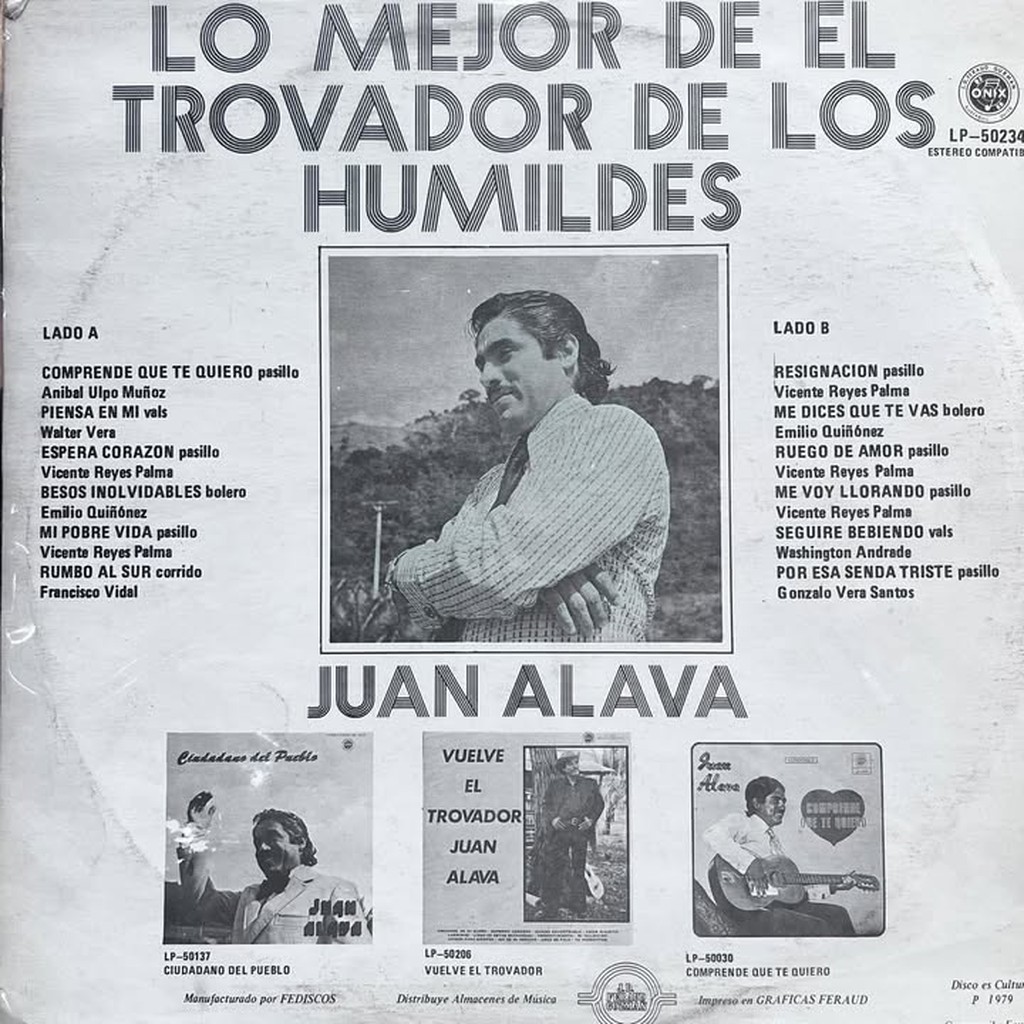 LO MEJOR DE EL
TROVADOR DE LOS
HUMILDES
ONIX
LP-50234
ESTEREO COMPATIB
LADO A
COMPRENDE QUE TE QUIERO pasillo
Anibal Ulpo Muñoz
PIENSA EN MI vals
Walter Vera
ESPERA CORAZON pasillo
Vicente Reyes Palma
BESOS INOLVIDABLES bolero
Emilio Quiñónez
MI POBRE VIDA pasillo
Vicente Reyes Palma
RUMBO AL SUR corrido
Francisco Vidal
LADO B
RESIGNACION pasillo
Vicente Reyes Palma
ME DICES QUE TE VAS bolero
Emilio Quiñónez
RUEGO DE AMOR pasillo
Vicente Reyes Palma
ME VOY LLORANDO pasillo
Vicente Reyes Palma
SEGUIRE BEBIENDO vals
Washington Andrade
POR ESA SENDA TRISTE pasillo
Gonzalo Vera Santos
JUAN ALAVA
Ciudadano del Pueblo
JUAN
ALAVA
LP-50137
CIUDADANO DEL PUEBLO
VUELVE
EL
TROVADOR
JUAN
ALAVA
LP-50206
VUELVE EL TROVADOR
Juan
Alava
COMPRENDE
QUE TE QUIERO
LP-50030
COMPRENDE QUE TE QUIERO
Manufacturado por FEDISCOS
Distribuye Almacenes de Música
Impreso en GRAFICAS FERAUD
Disco es Cultur
P 1979